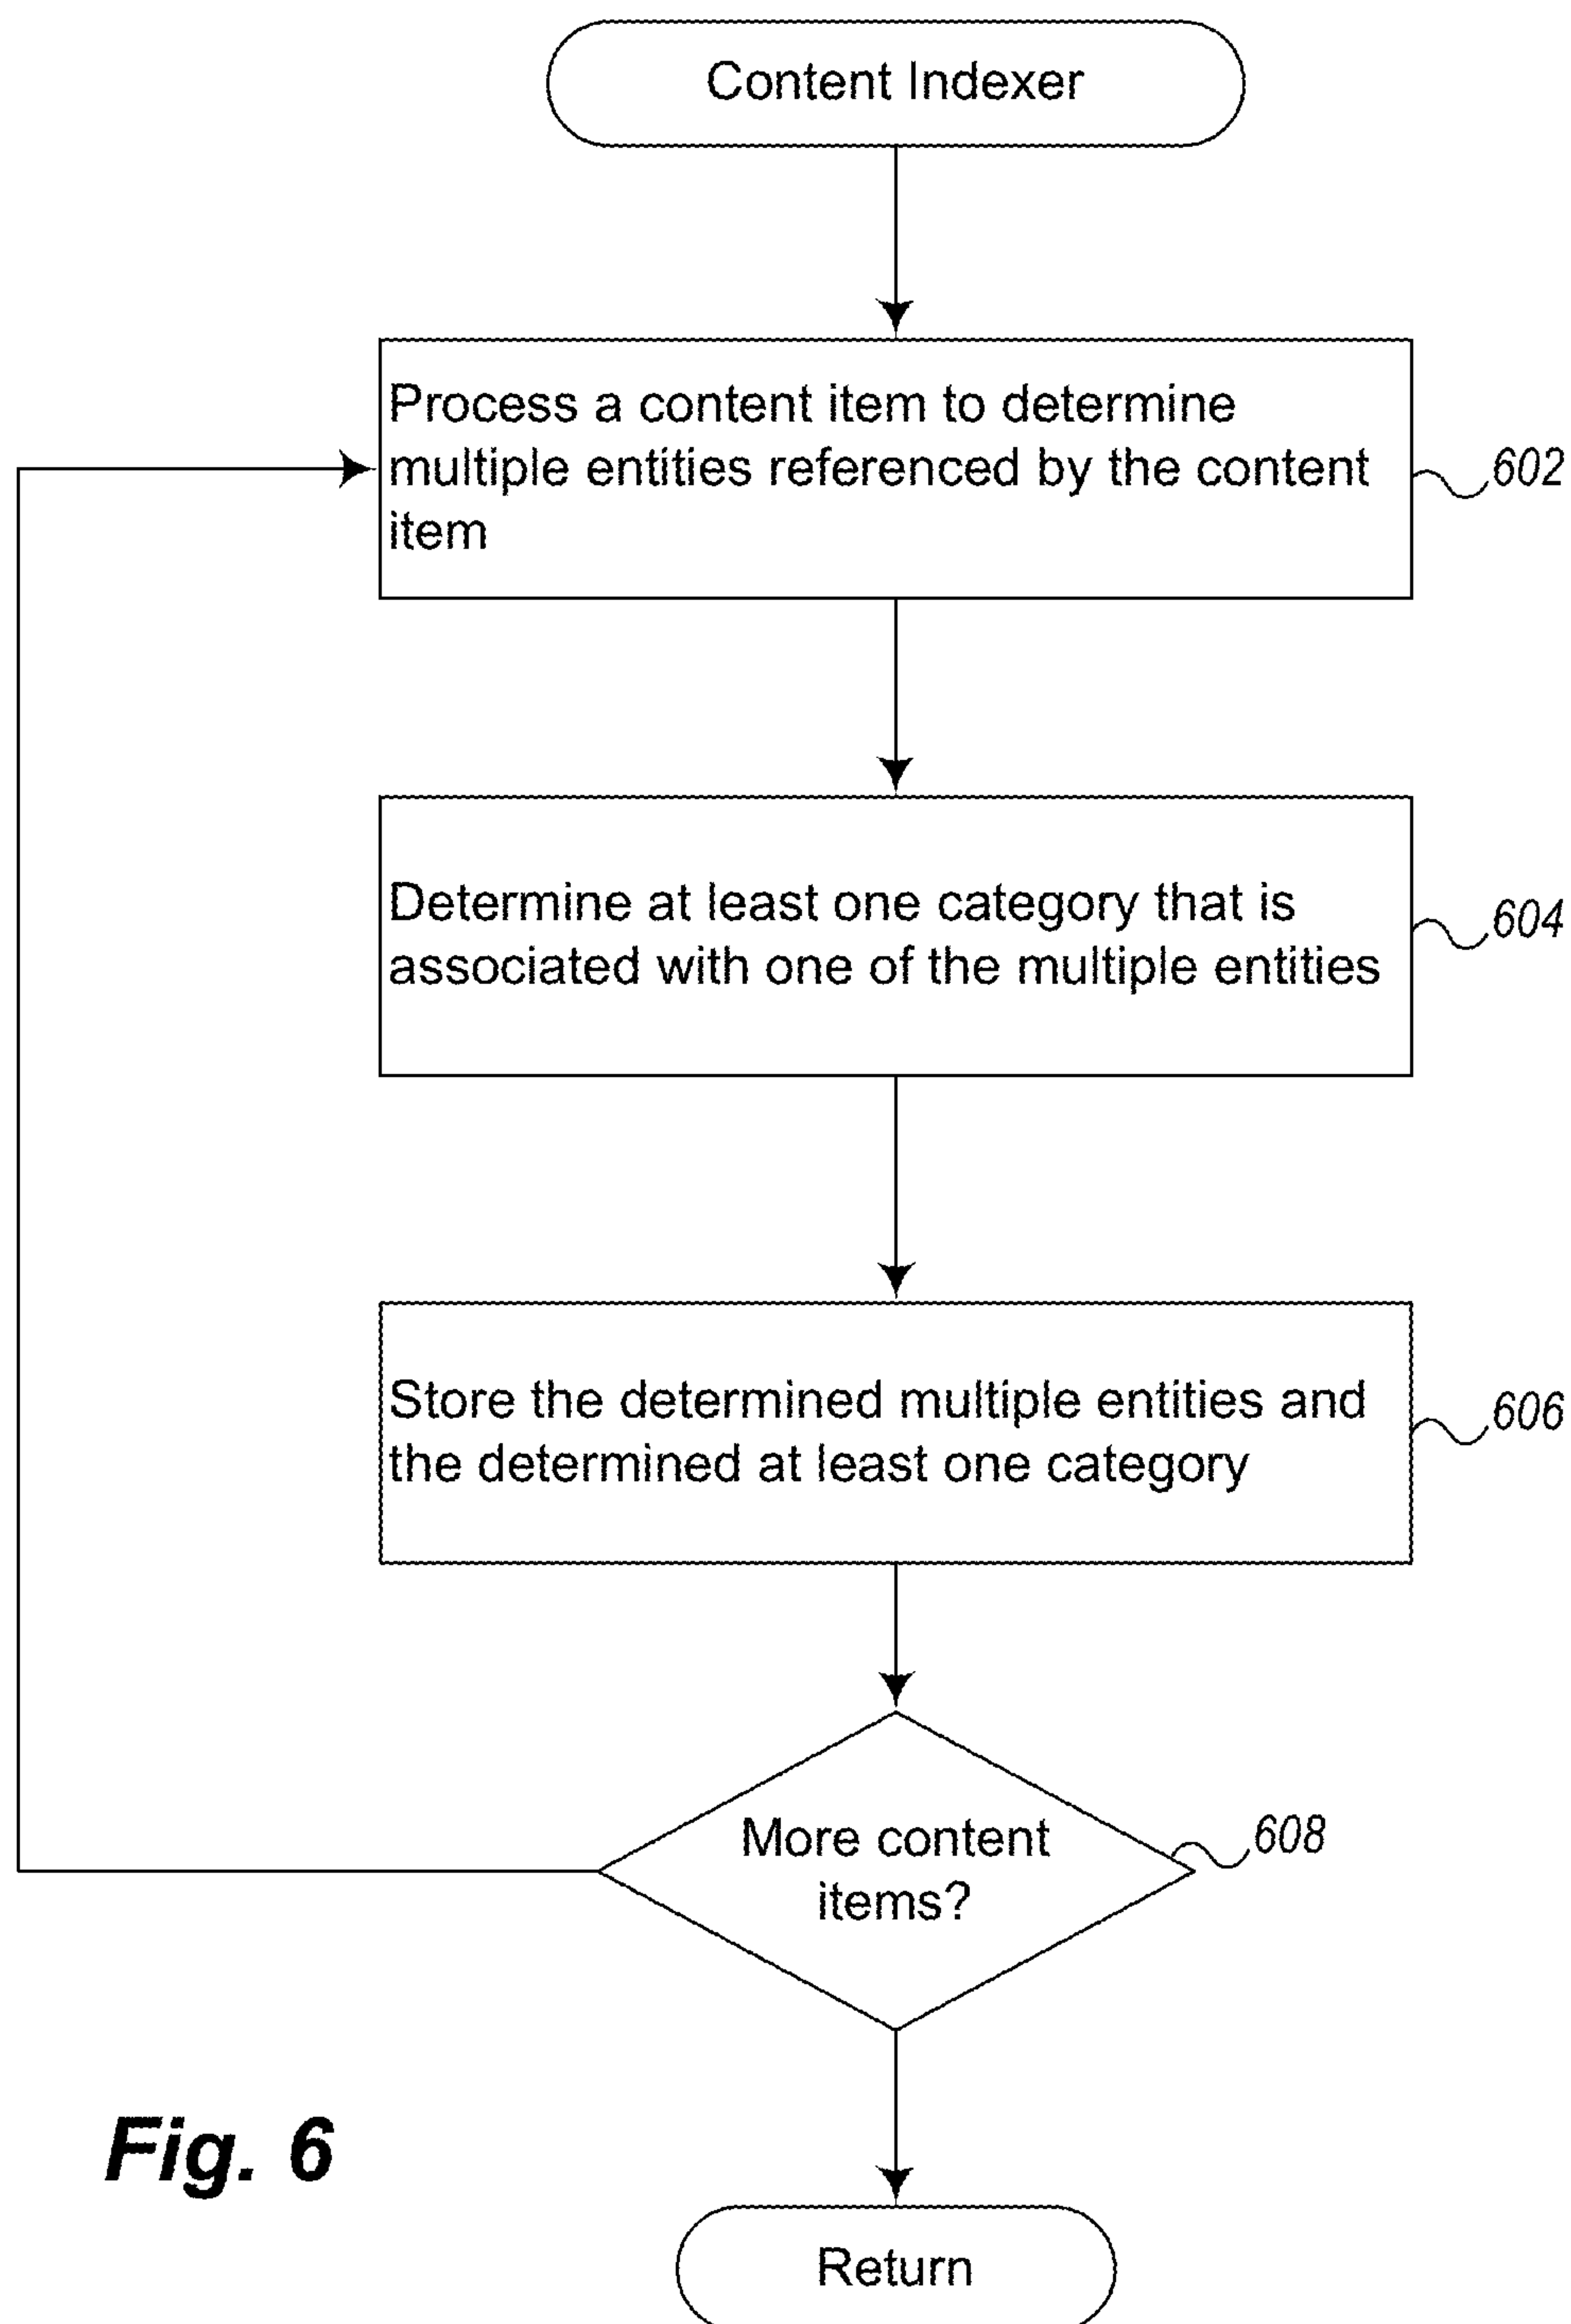 Content Indexer
Process a content item to determine
multiple entities referenced by the content
item
602
Determine at least one category that is
associated with one of the multiple entities
604
Store the determined multiple entities and
the determined at least one category
606
More content
items?
608
Return
Fig. 6